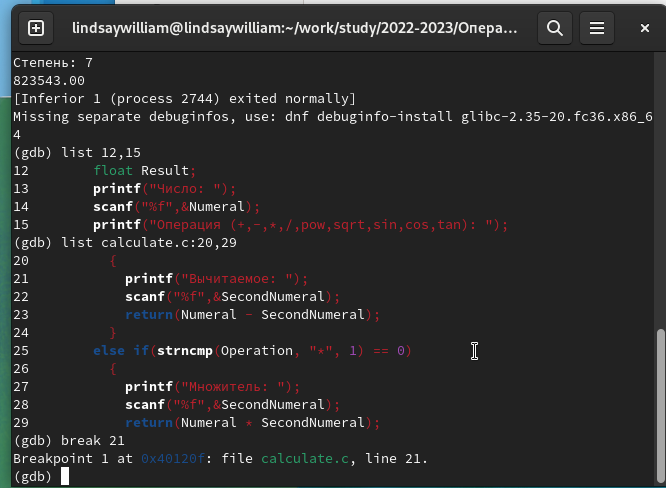 lindsaywilliam@lindsaywilliam:~/work/study/2022-2023/Опера...
Степень: 7
823543.00
[Inferior 1 (process 2744) exited normally]
Missing separate debuginfos, use: dnf debuginfo-install glibc-2.35-20.fc36.x86_6
4
(gdb) list 12,15
12        float Result;
13        printf("Число: ");
14        scanf("%f",&Numeral);
15        printf("Операция (+,-,*,/,pow,sqrt,sin,cos,tan): ");
(gdb) list calculate.c:20,29
20          {
21            printf("Вычитаемое: ");
22            scanf("%f",&SecondNumeral);
23            return(Numeral - SecondNumeral);
24          }
25        else if(strncmp(Operation, "*", 1) == 0)
26          {
27            printf("Множитель: ");
28            scanf("%f",&SecondNumeral);
29            return(Numeral * SecondNumeral);
(gdb) break 21
Breakpoint 1 at 0x40120f: file calculate.c, line 21.
(gdb)